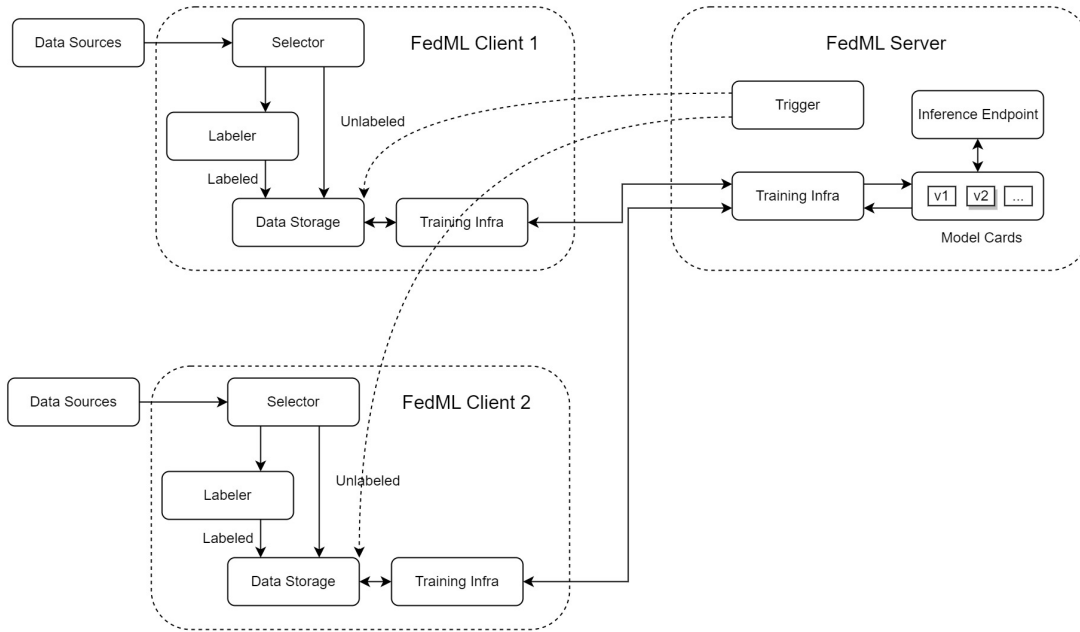 Data Sources
Selector
FedML Client 1
FedML Server
Trigger
Inference Endpoint
Labeler
Unlabeled
Labeled
Data Storage
Training Infra
Training Infra
v1
v2
...
Model Cards
Data Sources
Selector
FedML Client 2
Labeler
Unlabeled
Labeled
Data Storage
Training Infra